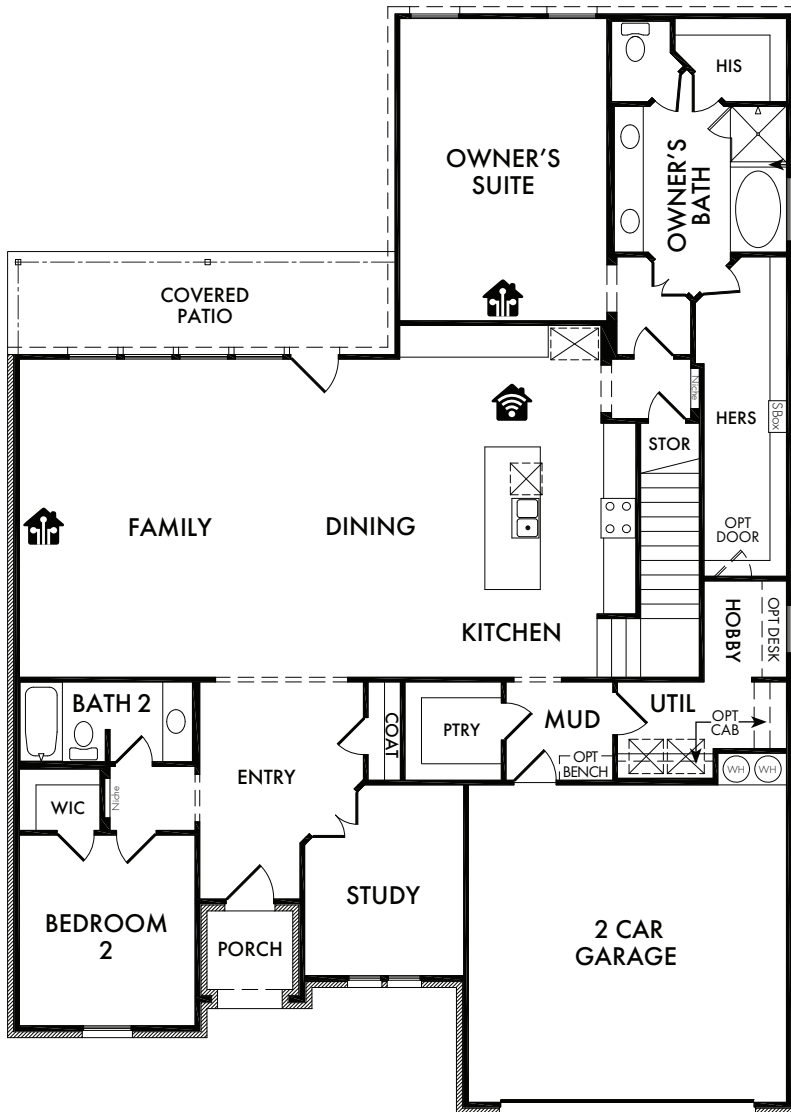 HIS
OWNER'S
SUITE
OWNER'S
BATH
COVERED
PATIO
Niche
HERS
SBox
STOR
FAMILY
DINING
OPT
DOOR
KITCHEN
HOBBY
OPT DESK
BATH 2
COAT
PTRY
MUD
UTIL
OPT
CAB
OPT
BENCH
WH
WH
ENTRY
Niche
WIC
STUDY
BEDROOM
2
PORCH
2 CAR
GARAGE